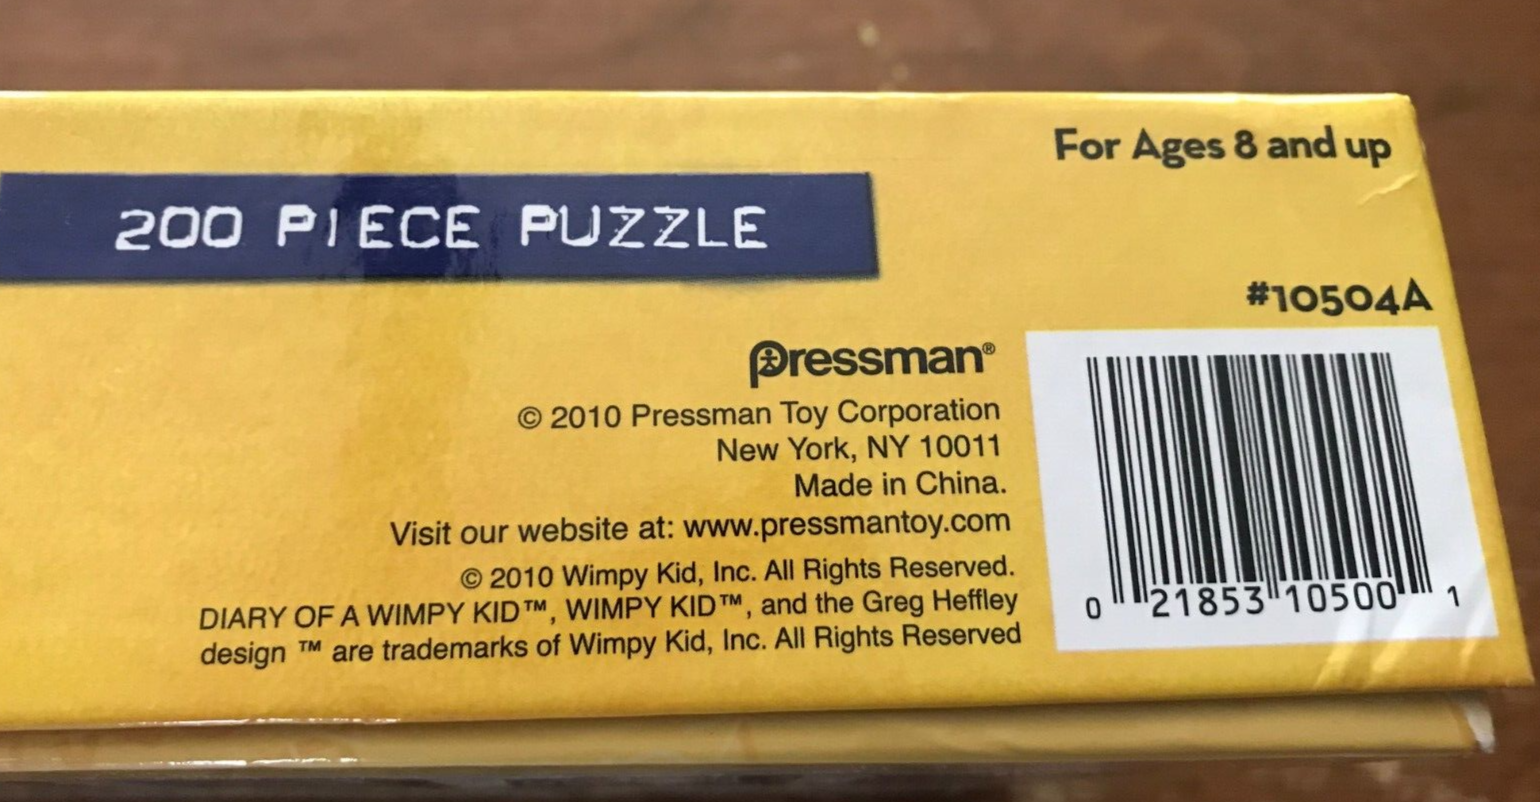 For Ages 8 and up
200 PIECE PUZZLE
#10504A
pressman®
© 2010 Pressman Toy Corporation
New York, NY 10011
Made in China.
Visit our website at: www.pressmantoy.com
© 2010 Wimpy Kid, Inc. All Rights Reserved.
DIARY OF A WIMPY KID™, WIMPY KID™, and the Greg Heffley
design ™ are trademarks of Wimpy Kid, Inc. All Rights Reserved
0 21853 10500 1